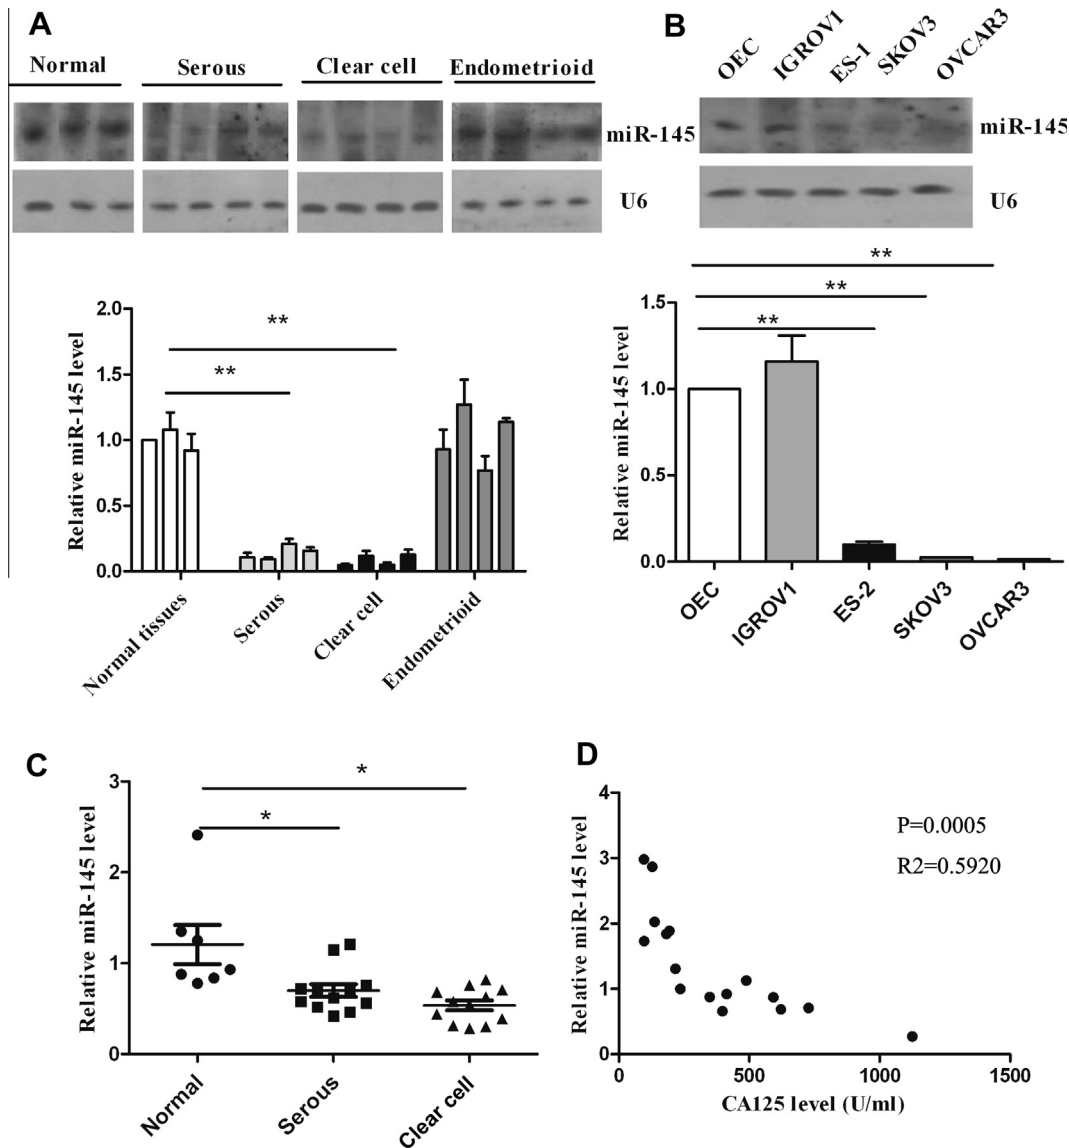 A
Normal
Serous
Clear cell
Endometrioid
miR-145
U6
Relative miR-145 level
2.0
1.5
1.0
0.5
0.0
**
**
Normal tissues
Serous
Clear cell
Endometrioid
B
OEC
IGROV1
ES-1
SKOV3
OVCAR3
miR-145
U6
**
**
**
Relative miR-145 level
1.5
1.0
0.5
0.0
OEC
IGROV1
ES-2
SKOV3
OVCAR3
C
Relative miR-145 level
3
2
1
0
*
*
Normal
Serous
Clear cell
D
Relative miR-145 level
4
3
2
1
0
P=0.0005
R2=0.5920
0
500
1000
1500
CA125 level (U/ml)